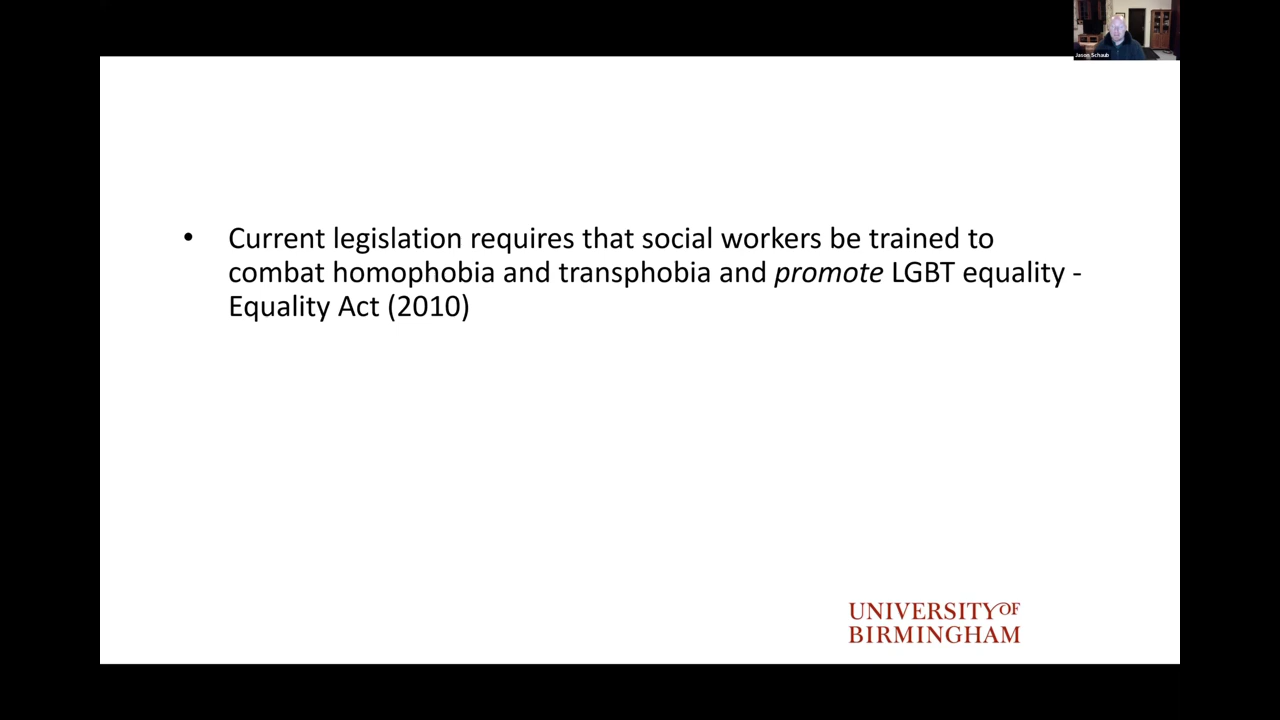 Jason Schaub
• Current legislation requires that social workers be trained to
combat homophobia and transphobia and promote LGBT equality -
Equality Act (2010)
UNIVERSITY OF
BIRMINGHAM